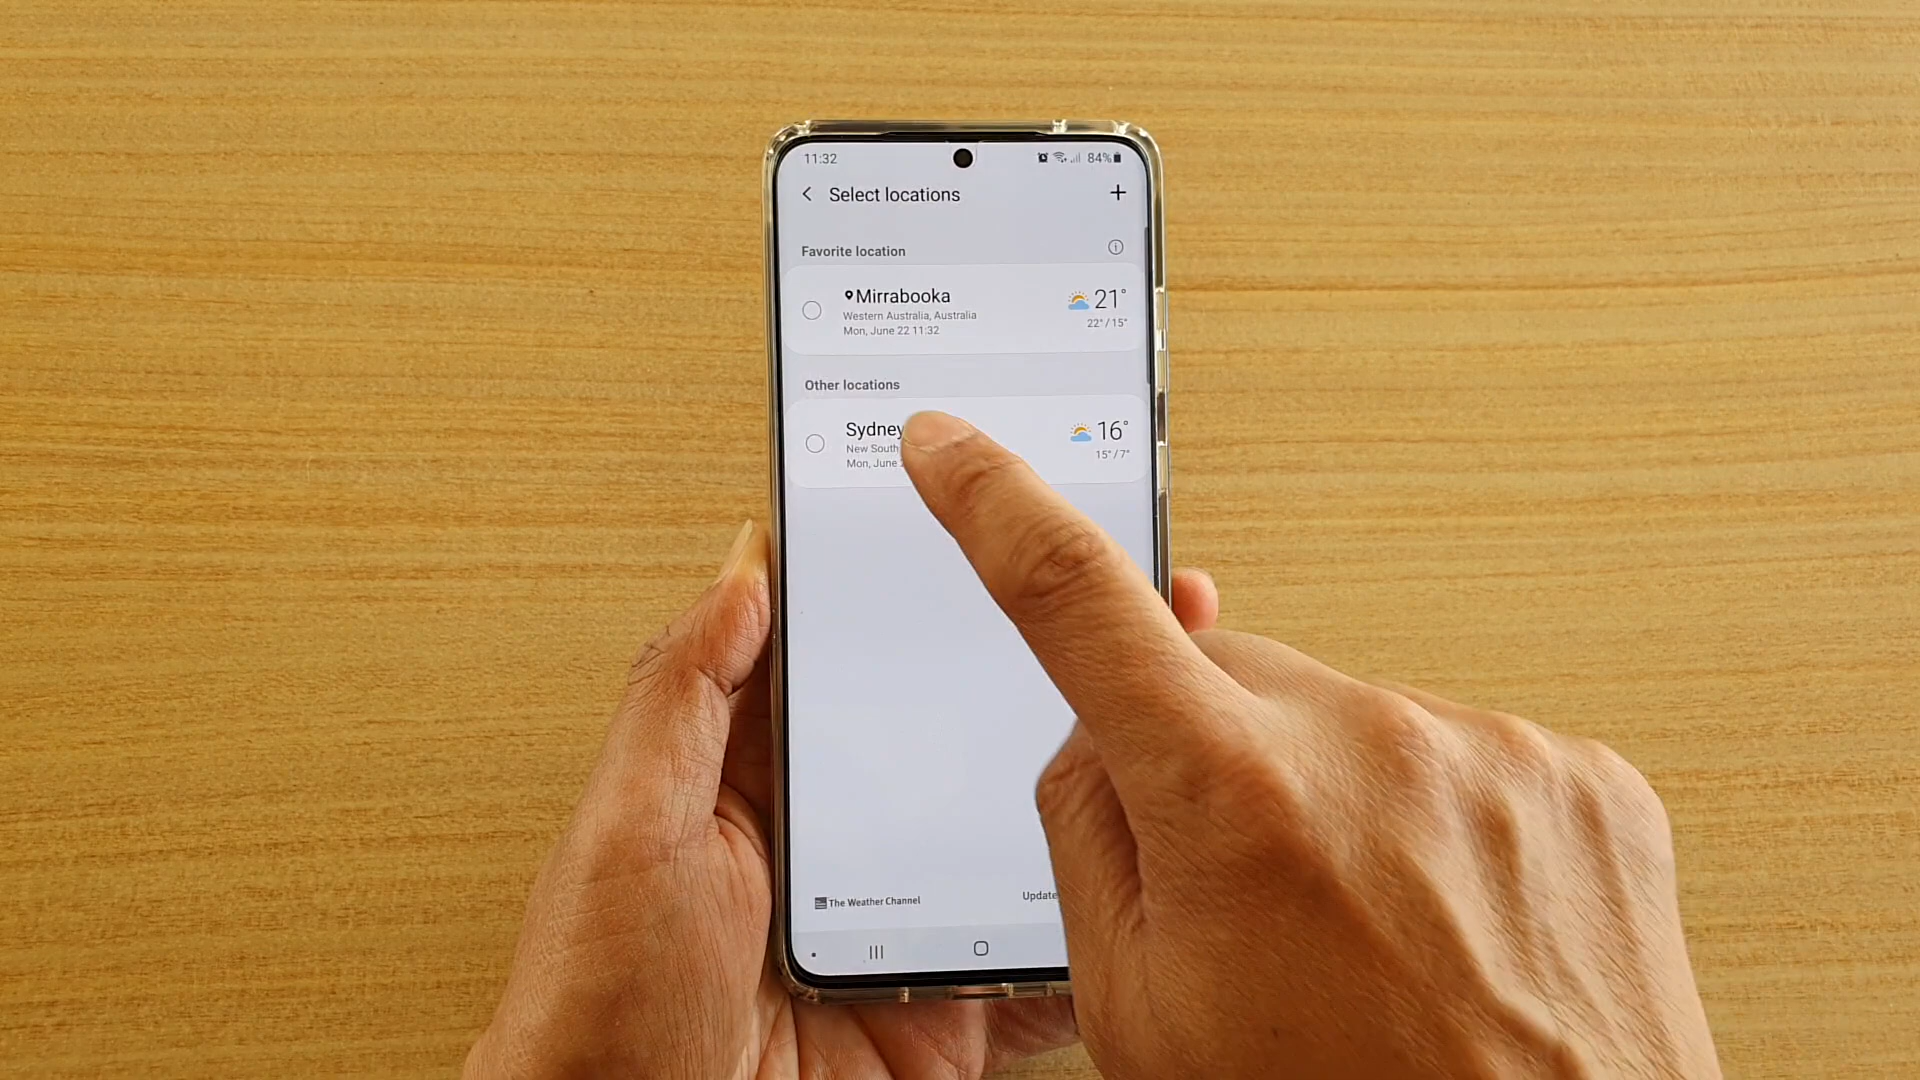 11:32
84%
Select locations
Favorite location
Mirrabooka
Western Australia, Australia
Mon, June 22 11:32
21°
22°/15°
Other locations
Sydney
New South
Mon, June
16°
15°/7°
The Weather Channel
Update